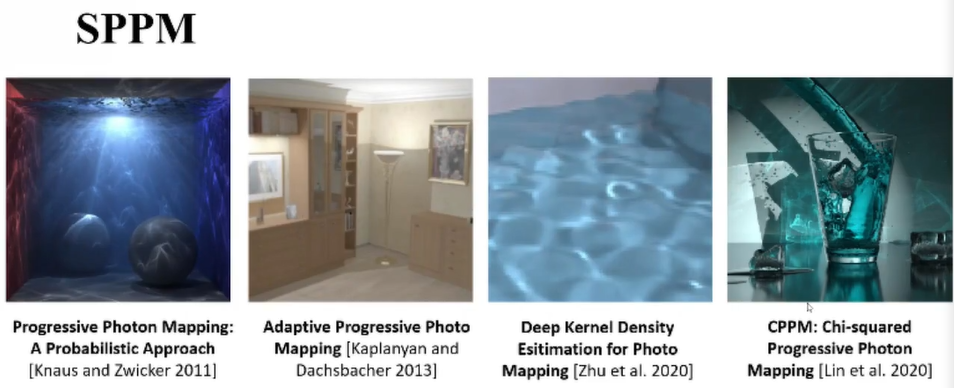 SPPM
Progressive Photon Mapping:
A Probabilistic Approach
[Knaus and Zwicker 2011]
Adaptive Progressive Photo
Mapping [Kaplanyan and
Dachsbacher 2013]
Deep Kernel Density
Esitimation for Photo
Mapping [Zhu et al. 2020]
CPPM: Chi-squared
Progressive Photon
Mapping [Lin et al. 2020]